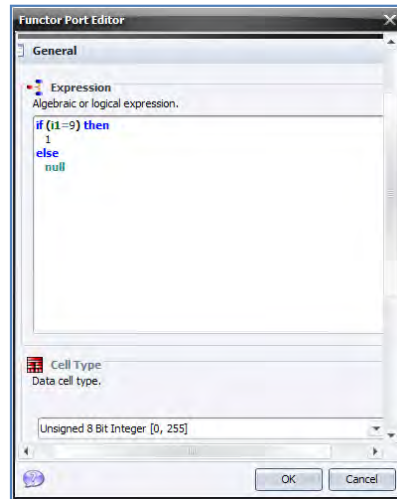 Functor Port Editor
General
Expression
Algebraic or logical expression.
if (i1=9) then
1
else
null
Cell Type
Data cell type.
Unsigned 8 Bit Integer [0, 255]
OK Cancel